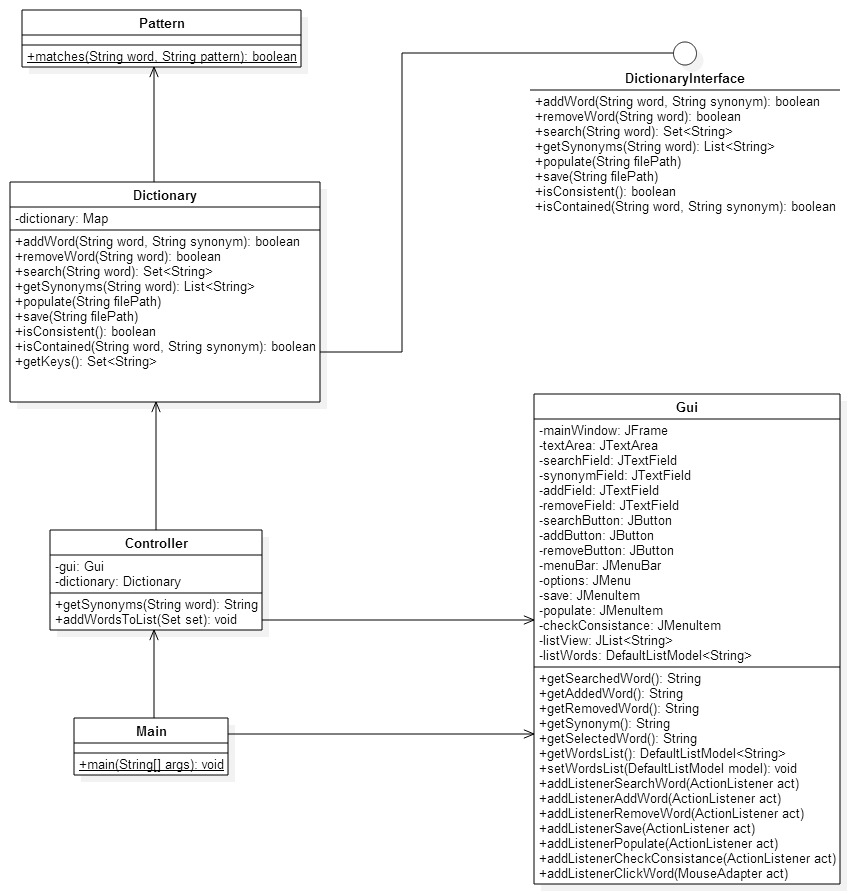 Pattern
+matches(String word, String pattern): boolean
DictionaryInterface
+addWord(String word, String synonym): boolean
+removeWord(String word): boolean
+search(String word): Set<String>
+getSynonyms(String word): List<String>
+populate(String filePath)
+save(String filePath)
+isConsistent(): boolean
+isContained(String word, String synonym): boolean
Dictionary
-dictionary: Map
+addWord(String word, String synonym): boolean
+removeWord(String word): boolean
+search(String word): Set<String>
+getSynonyms(String word): List<String>
+populate(String filePath)
+save(String filePath)
+isConsistent(): boolean
+isContained(String word, String synonym): boolean
+getKeys(): Set<String>
Controller
-gui: Gui
-dictionary: Dictionary
+getSynonyms(String word): String
+addWordsToList(Set set): void
Main
+main(String[] args): void
Gui
-mainWindow: JFrame
-textArea: JTextArea
-searchField: JTextField
-synonymField: JTextField
-addField: JTextField
-removeField: JTextField
-searchButton: JButton
-addButton: JButton
-removeButton: JButton
-menuBar: JMenuBar
-options: JMenu
-save: JMenuItem
-populate: JMenuItem
-checkConsistance: JMenuItem
-listView: JList<String>
-listWords: DefaultListModel<String>
+getSearchedWord(): String
+getAddedWord(): String
+getRemovedWord(): String
+getSynonym(): String
+getSelectedWord(): String
+getWordsList(): DefaultListModel<String>
+setWordsList(DefaultListModel model): void
+addListenerSearchWord(ActionListener act)
+addListenerAddWord(ActionListener act)
+addListenerRemoveWord(ActionListener act)
+addListenerSave(ActionListener act)
+addListenerPopulate(ActionListener act)
+addListenerCheckConsistance(ActionListener act)
+addListenerClickWord(MouseAdapter act)